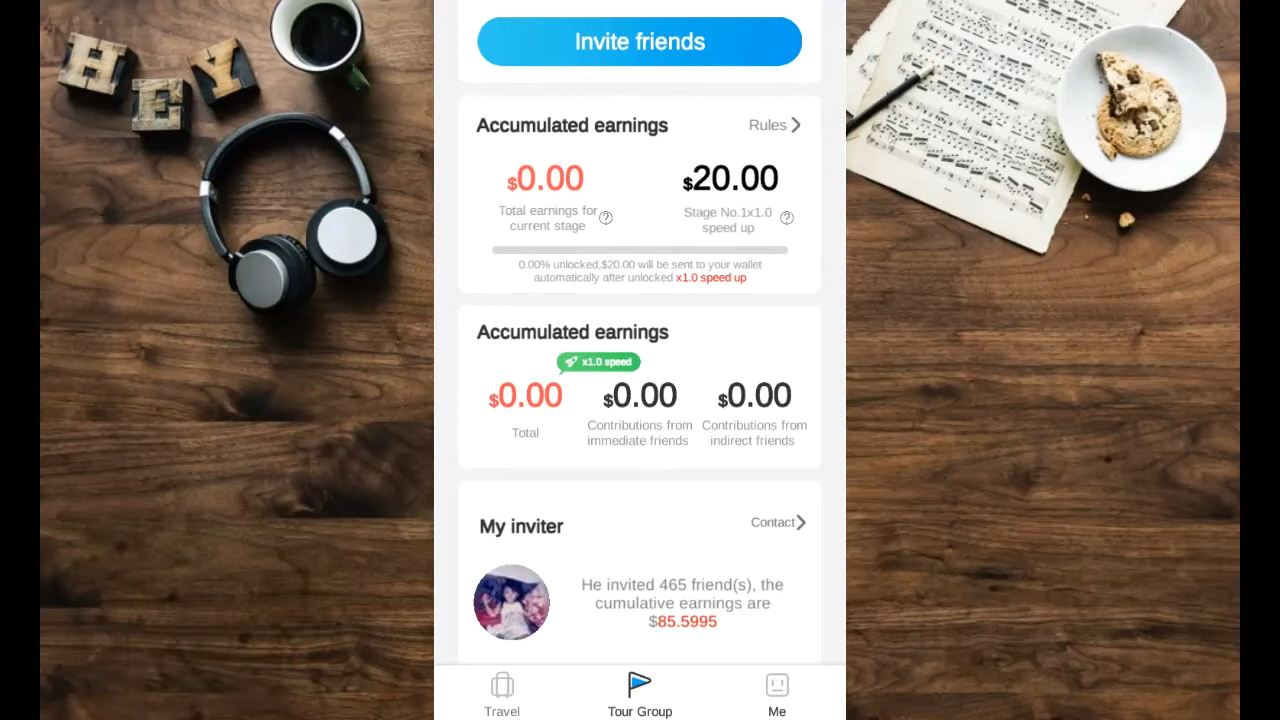 H E Y
Invite friends
Accumulated earnings
Rules
$0.00
$20.00
Total earnings for
current stage
?
Stage No.1x1.0
speed up
?
0.00% unlocked,$20.00 will be sent to your wallet
automatically after unlocked x1.0 speed up
Accumulated earnings
x1.0 speed
$0.00
$0.00
$0.00
Total
Contributions from
immediate friends
Contributions from
indirect friends
My inviter
Contact
He invited 465 friend(s), the
cumulative earnings are
$85.5995
Travel
Tour Group
Me